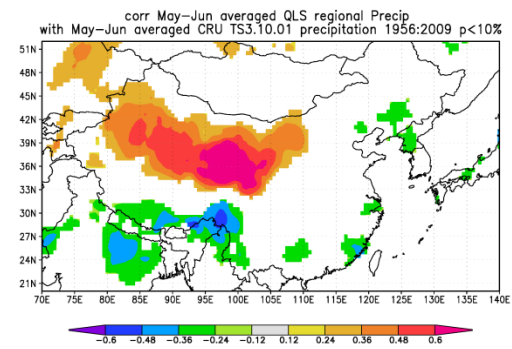 corr May-Jun averaged QLS regional Precip
with May-Jun averaged CRU TS3.10.01 precipitation 1956:2009 p<10%
51N
48N
45N
42N
39N
36N
33N
30N
27N
24N
21N
70E 75E 80E 85E 90E 95E 100E 105E 110E 115E 120E 125E 130E 135E 140E
-0.6 -0.48 -0.36 -0.24 -0.12 0.12 0.24 0.36 0.48 0.6